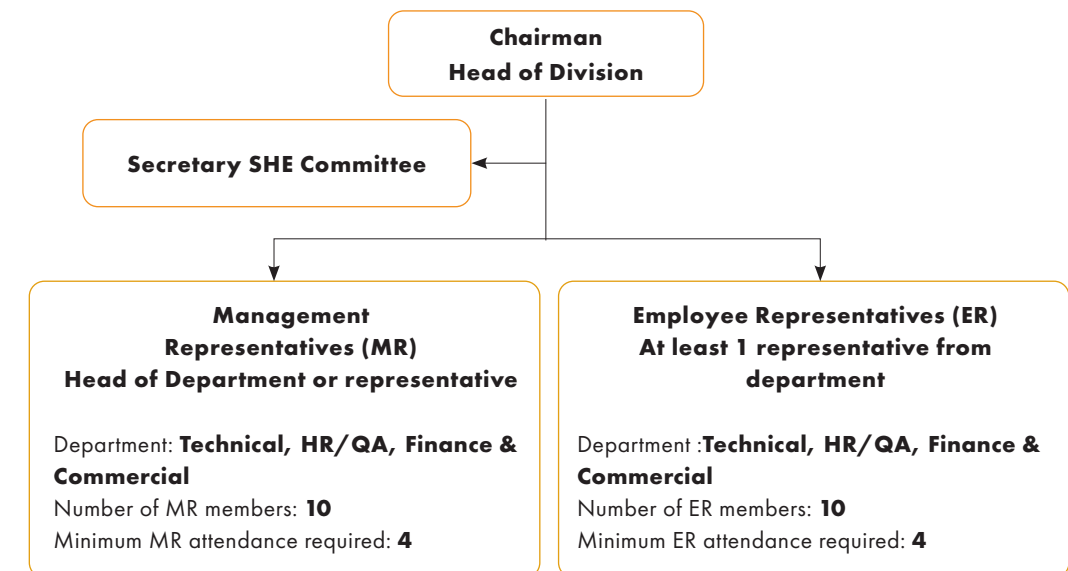 Chairman
Head of Division
Secretary SHE Committee
Management
Representatives (MR)
Head of Department or representative
Department: Technical, HR/QA, Finance &
Commercial
Number of MR members: 10
Minimum MR attendance required: 4
Employee Representatives (ER)
At least 1 representative from
department
Department :Technical, HR/QA, Finance &
Commercial
Number of ER members: 10
Minimum ER attendance required: 4